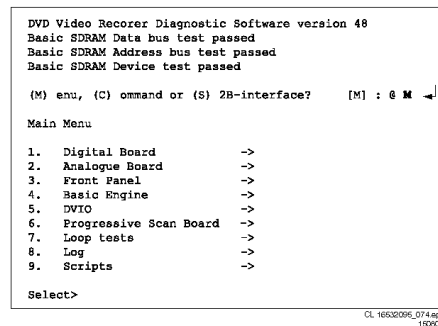 DVD Video Recorer Diagnostic Software version 48
Basic SDRAM Data bus test passed
Basic SDRAM Address bus test passed
Basic SDRAM Device test passed
(M) enu, (C) ommand or (S) 2B-interface? [M] : @ M ↵
Main Menu
1. Digital Board ->
2. Analogue Board ->
3. Front Panel ->
4. Basic Engine ->
5. DVIO ->
6. Progressive Scan Board ->
7. Loop tests ->
8. Log ->
9. Scripts ->
Select>
CL 16532095_074.ep